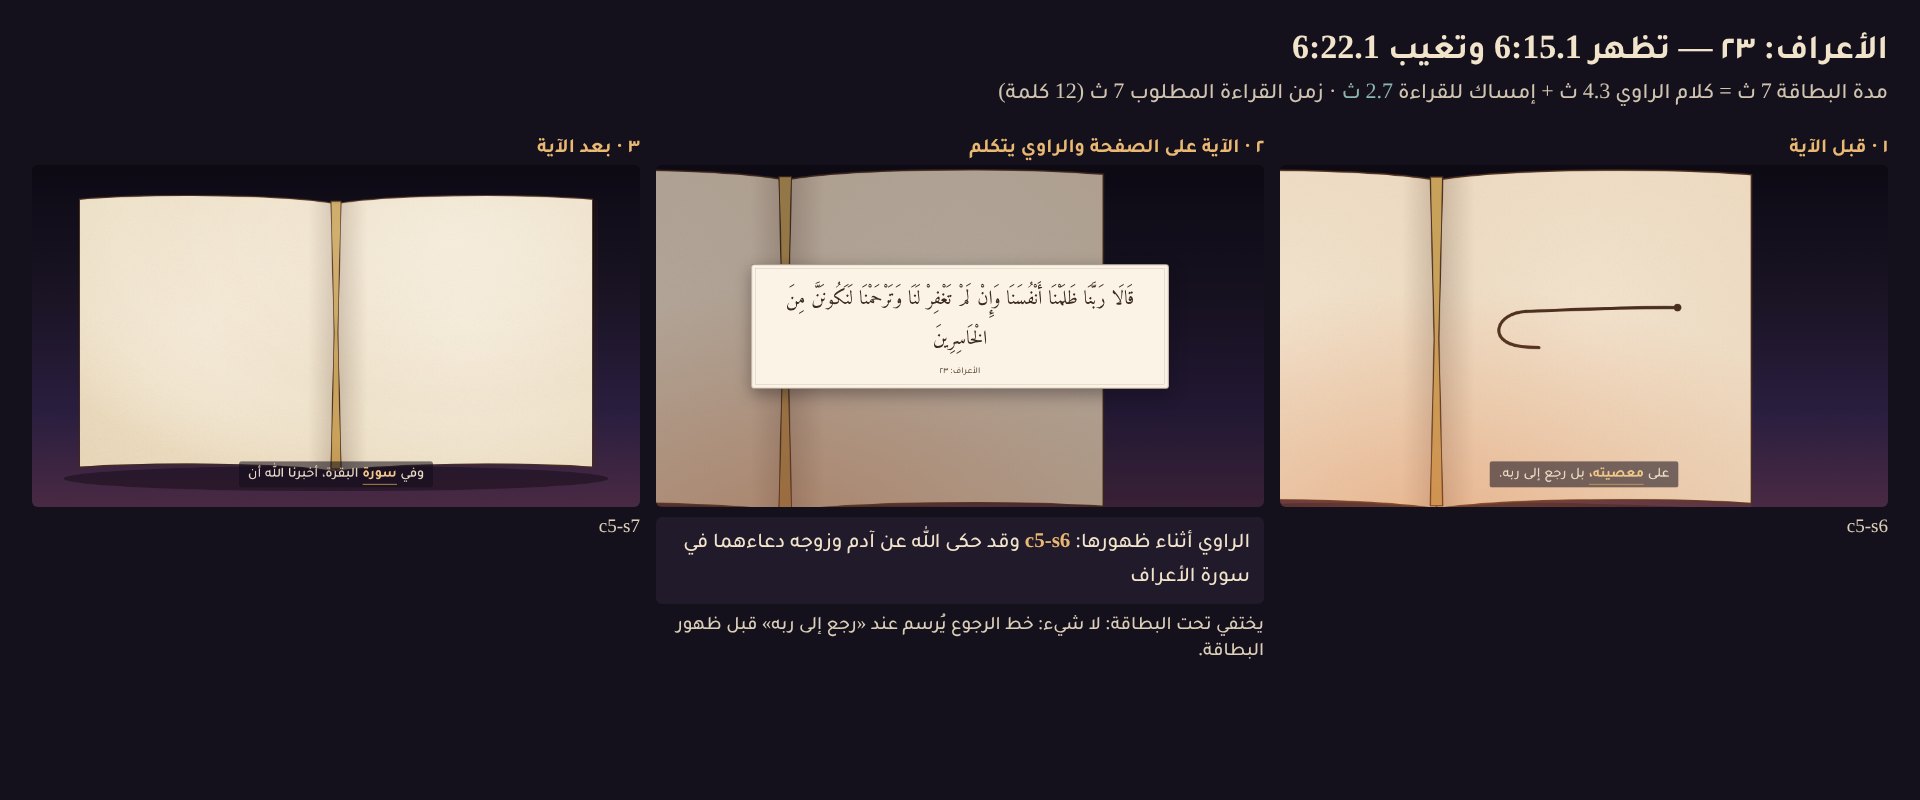 الأعراف: ٢٣ — تظهر 6:15.1 وتغيب 6:22.1
مدة البطاقة 7 ث = كلام الراوي 4.3 ث + إمساك للقراءة 2.7 ث · زمن القراءة المطلوب 7 ث (12 كلمة)
١ · قبل الآية
على معصيته، بل رجع إلى ربه.
c5-s6
٢ · الآية على الصفحة والراوي يتكلم
قَالَا رَبَّنَا ظَلَمْنَا أَنْفُسَنَا وَإِنْ لَمْ تَغْفِرْ لَنَا وَتَرْحَمْنَا لَنَكُونَنَّ مِنَ
الْخَاسِرِينَ
الأعراف: ٢٣
الراوي أثناء ظهورها: c5-s6 وقد حكى الله عن آدم وزوجه دعاءهما في
سورة الأعراف
يختفي تحت البطاقة: لا شيء: خط الرجوع يُرسم عند «رجع إلى ربه» قبل ظهور
البطاقة.
٣ · بعد الآية
وفي سورة البقرة، أخبرنا الله أن
c5-s7